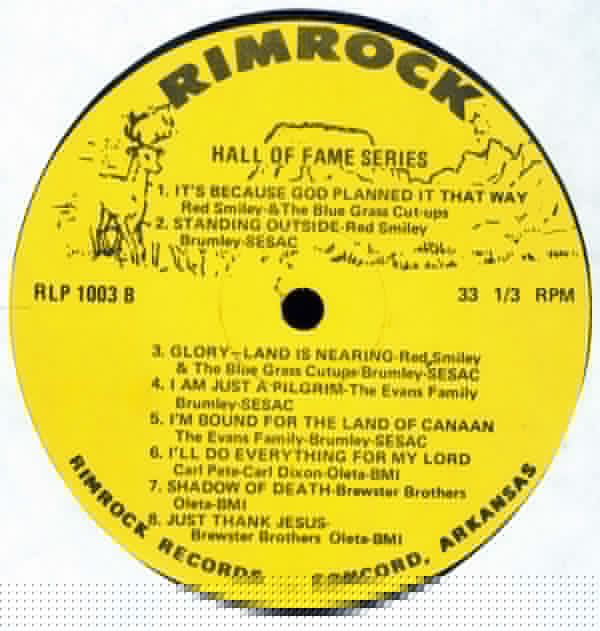 RIMROCK
HALL OF FAME SERIES
1. IT'S BECAUSE GOD PLANNED IT THAT WAY
Red Smiley-&The Blue Grass Cut-ups
2. STANDING OUTSIDE-Red Smiley
Brumley-SESAC
RLP 1003 B
33 1/3 RPM
3. GLORY-LAND IS NEARING-Red Smiley
& The Blue Grass Cutups-Brumley-SESAC
4. I AM JUST A PILGRIM-The Evans Family
Brumley-SESAC
5. I'M BOUND FOR THE LAND OF CANAAN
The Evans Family-Brumley-SESAC
6. I'LL DO EVERYTHING FOR MY LORD
Carl Pate-Carl Dixon-Oleta-BMI
7. SHADOW OF DEATH-Brewster Brothers
Oleta-BMI
8. JUST THANK JESUS-
Brewster Brothers Oleta-BMI
RIMROCK RECORDS CONCORD, ARKANSAS